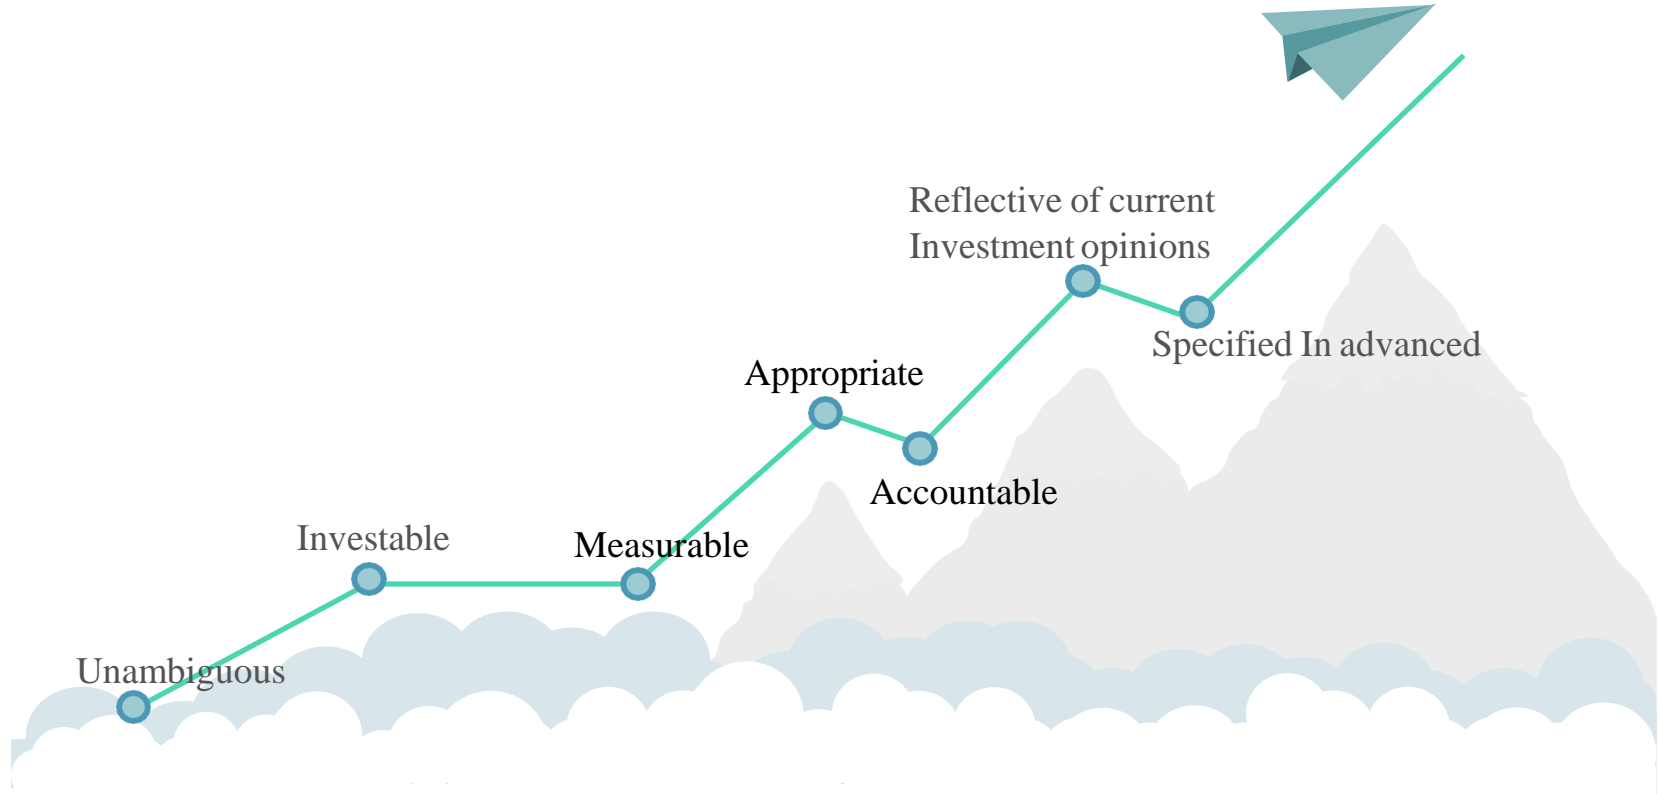 Unambiguous
Investable
Measurable
Appropriate
Accountable
Reflective of current
Investment opinions
Specified In advanced